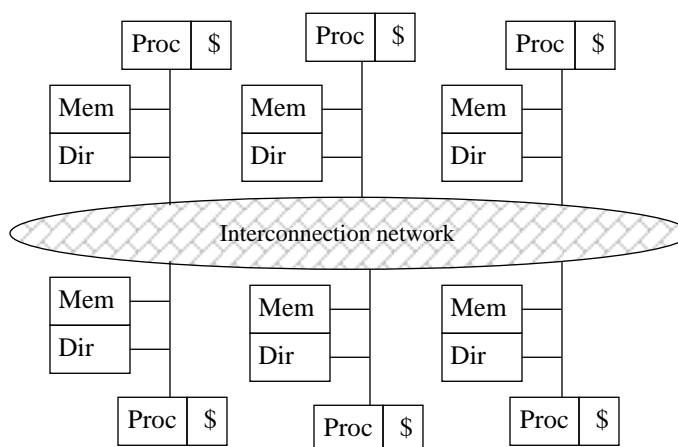 Proc $
Proc $
Proc $
Mem
Dir
Mem
Dir
Mem
Dir
Interconnection network
Mem
Dir
Mem
Dir
Mem
Dir
Proc $
Proc $
Proc $